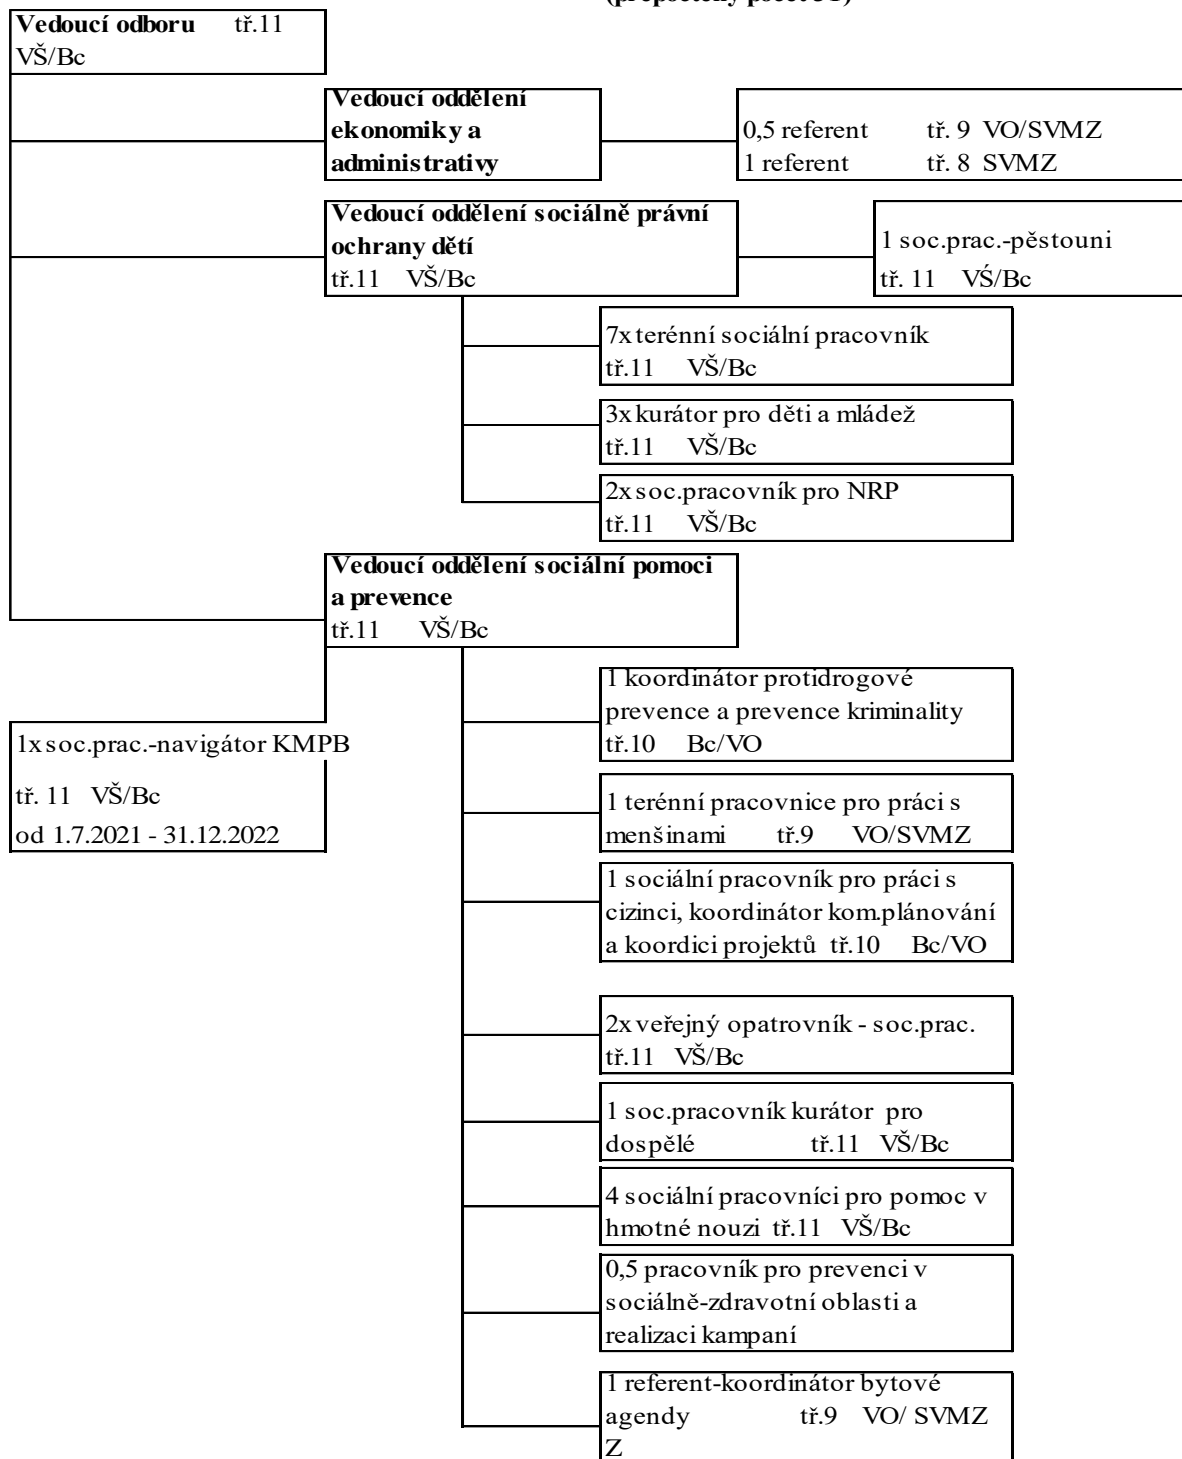 (přepočtený počet 31)
Vedoucí odboru tř.11
VŠ/Bc
Vedoucí oddělení
ekonomiky a
administrativy
0,5 referent tř. 9 VO/SVMZ
1 referent tř. 8 SVMZ
Vedoucí oddělení sociálně právní
ochrany dětí
tř.11 VŠ/Bc
1 soc.prac.-pěstouni
tř. 11 VŚ/Bc
7x terénní sociální pracovník
tř.11 VŠ/Bc
3x kurátor pro děti a mládež
tř.11 VŠ/Bc
2x soc.pracovník pro NRP
tř.11 VŠ/Bc
Vedoucí oddělení sociální pomoci
a prevence
tř.11 VŠ/Bc
1x soc.prac.-navigátor KMPB
tř. 11 VŠ/Bc
od 1.7.2021 - 31.12.2022
1 koordinátor protidrogové
prevence a prevence kriminality
tř.10 Bc/VO
1 terénní pracovnice pro práci s
menšinami tř.9 VO/SVMZ
1 sociální pracovník pro práci s
cizinci, koordinátor kom.plánování
a koordici projektů tř.10 Bc/VO
2x veřejný opatrovník - soc.prac.
tř.11 VŠ/Bc
1 soc.pracovník kurátor pro
dospělé tř.11 VŠ/Bc
4 sociální pracovníci pro pomoc v
hmotné nouzi tř.11 VŠ/Bc
0,5 pracovník pro prevenci v
sociálně-zdravotní oblasti a
realizaci kampaní
1 referent-koordinátor bytové
agendy tř.9 VO/ SVMZ
Z